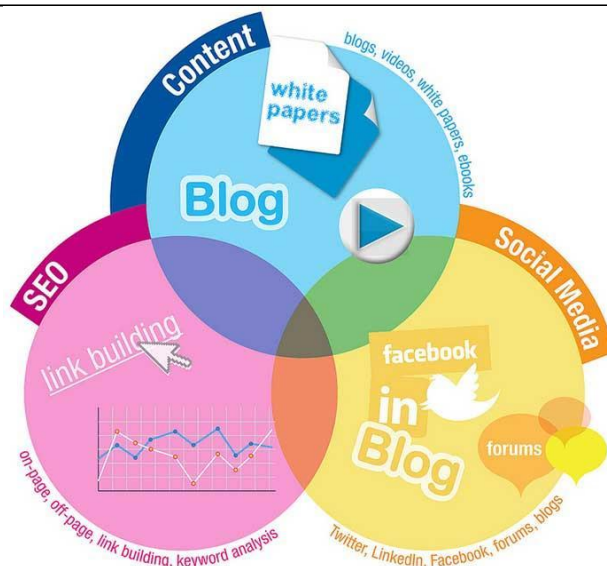 Content
blogs, videos, white papers, ebooks
white
papers
Blog
SEO
Social Media
link building
facebook
in
Blog
forums
on-page, off-page, link building, keyword analysis
Twitter, LinkedIn, Facebook, forums, blogs